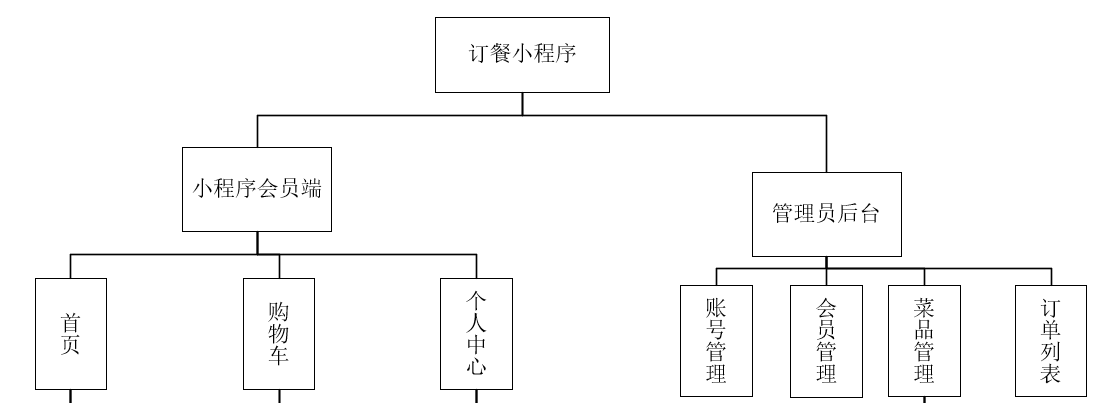 订餐小程序
小程序会员端
管理员后台
首页
购物车
个人中心
账号管理
会员管理
菜品管理
订单列表